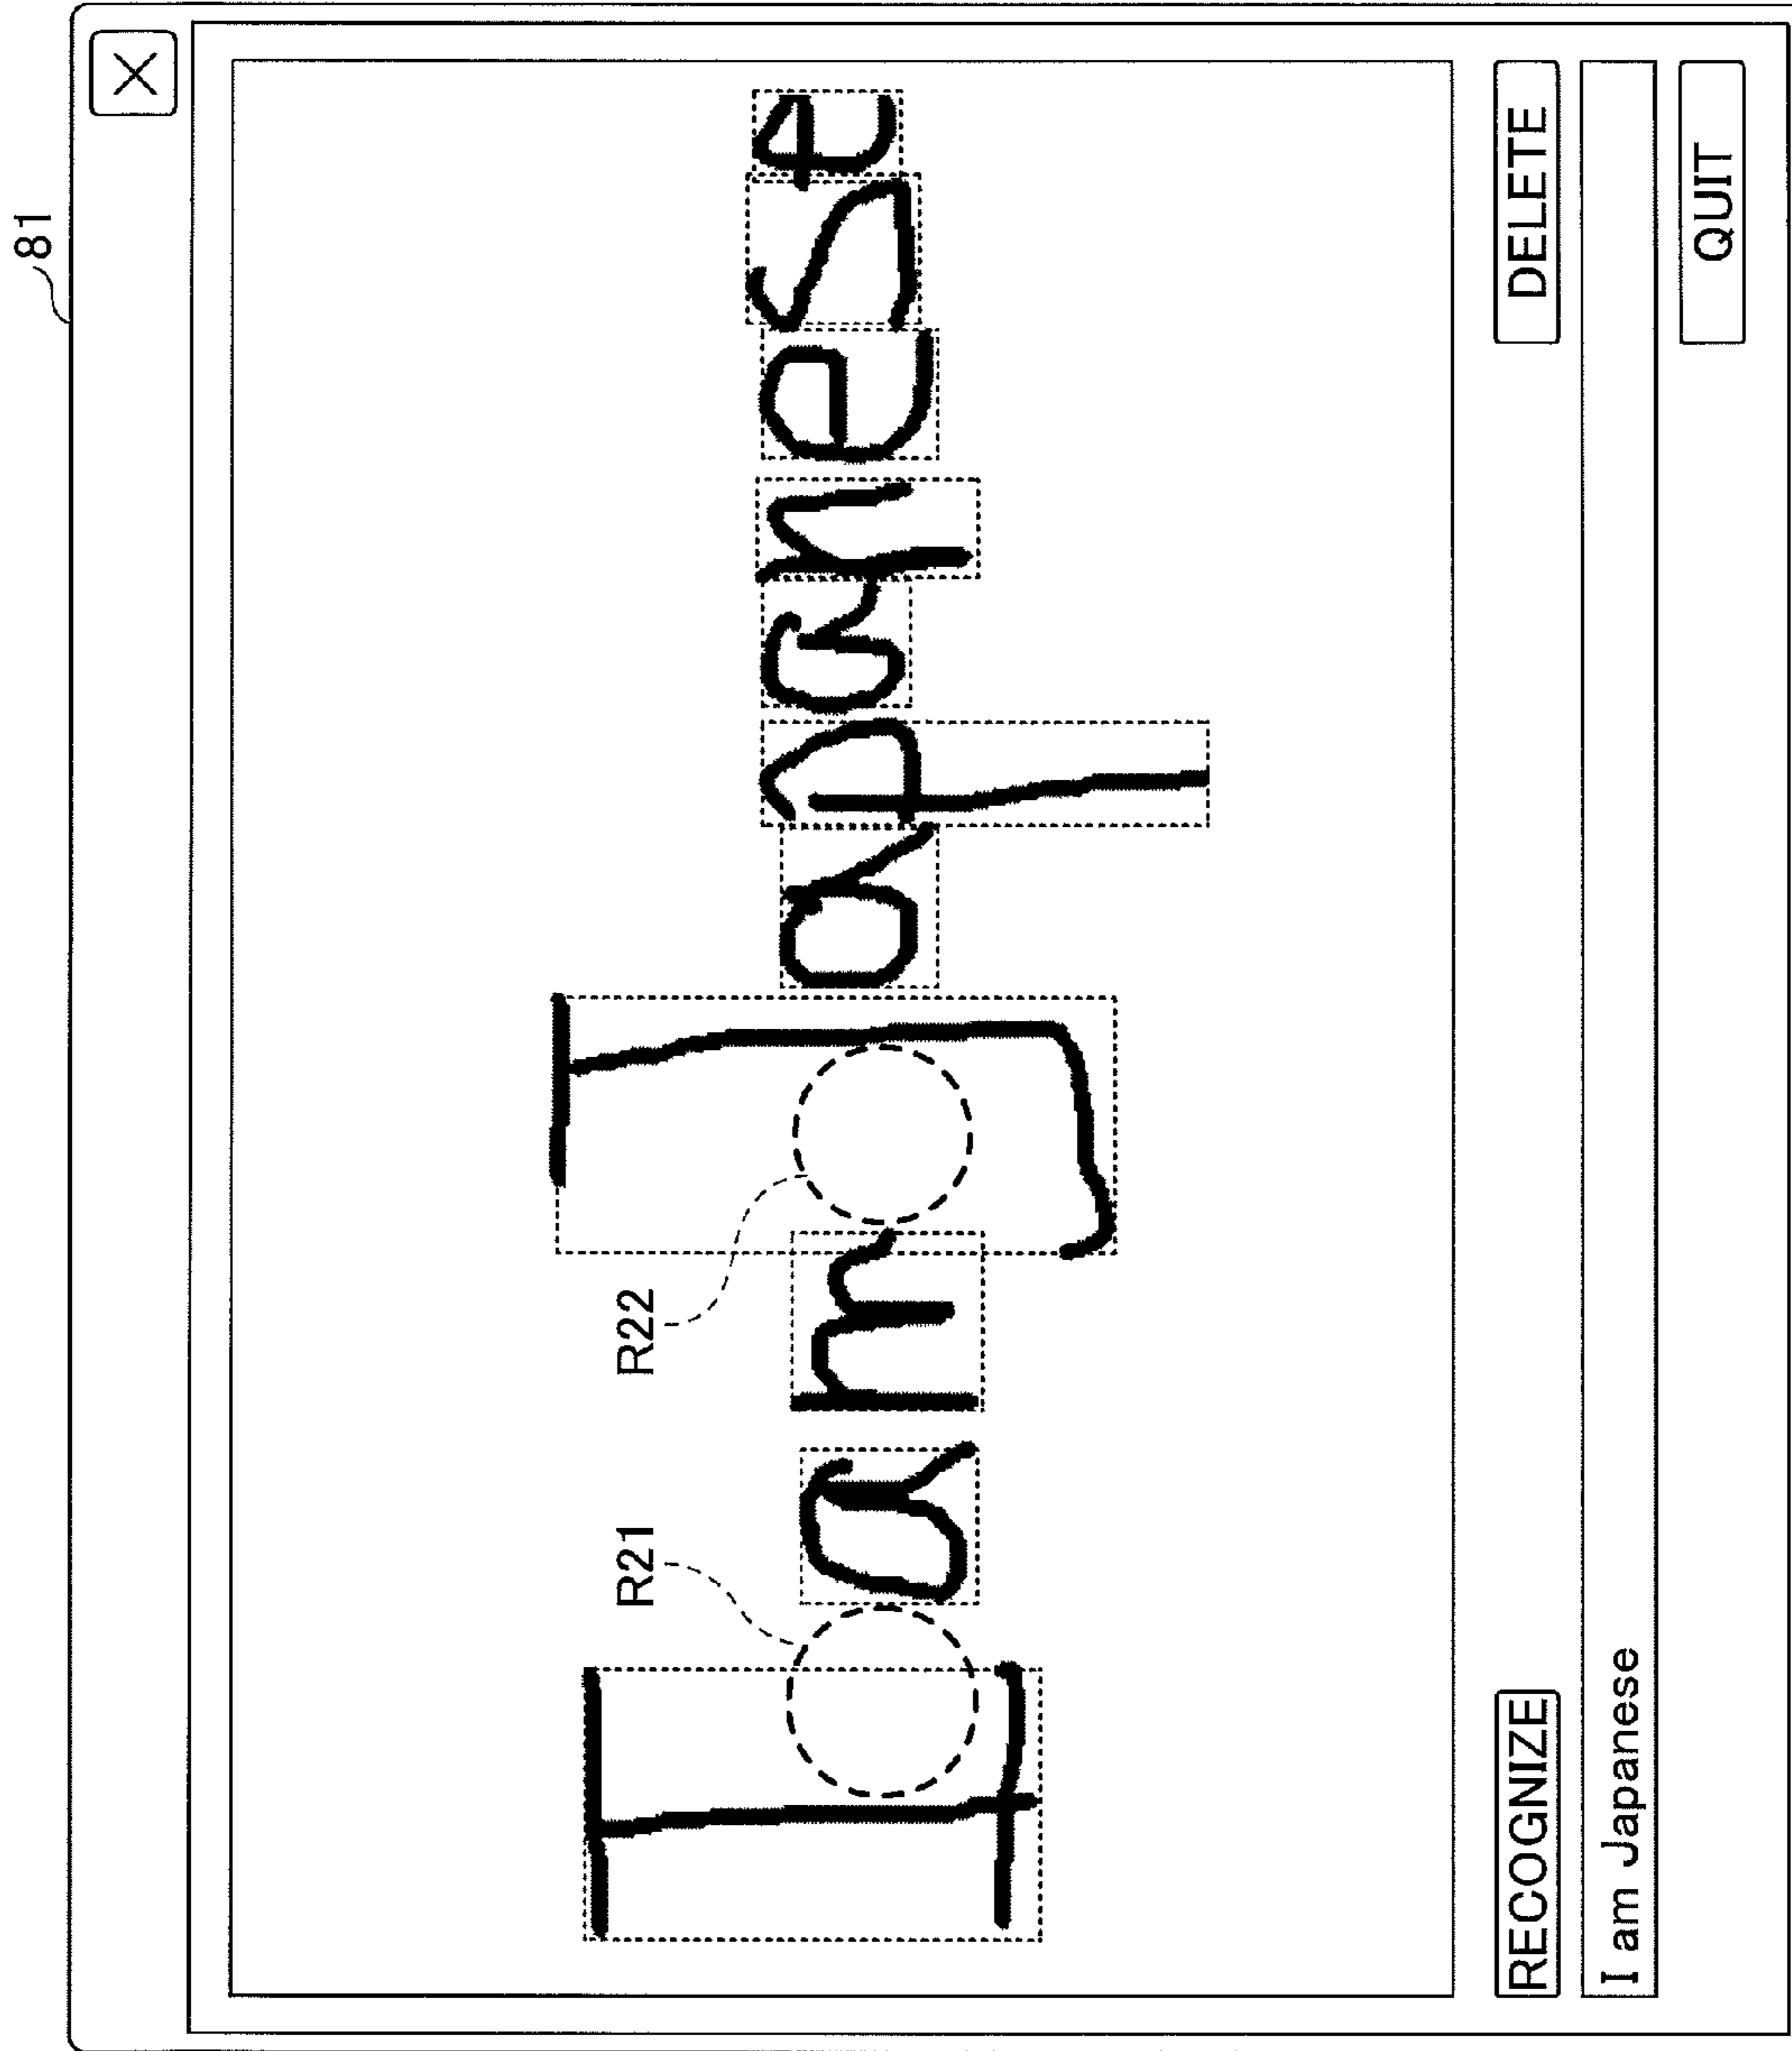 81
X
R21 R22
I am Japanese
RECOGNIZE DELETE
I am Japanese
QUIT